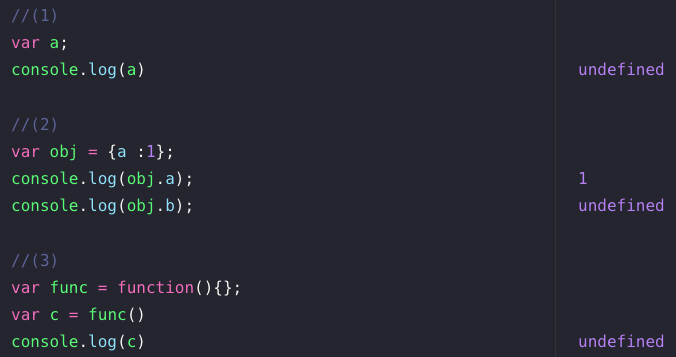 //(1)
var a;
console.log(a) undefined
//(2)
var obj = {a :1};
console.log(obj.a); 1
console.log(obj.b); undefined
//(3)
var func = function(){};
var c = func()
console.log(c) undefined